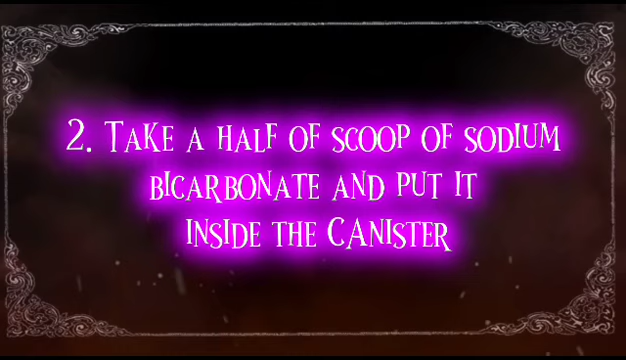 2. Take a half of scoop of sodium
bicarbonate and put it
inside the Canister